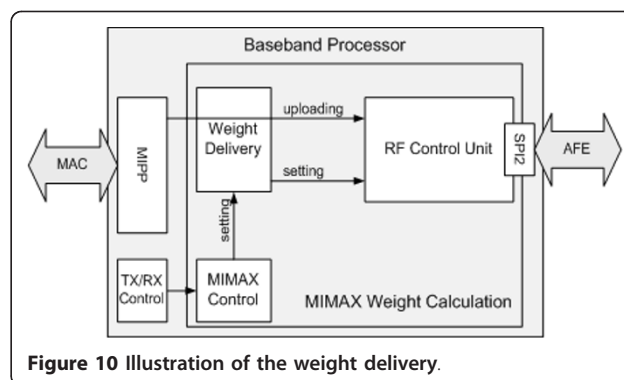 Baseband Processor
MAC
MIPP
Weight
Delivery
uploading
setting
RF Control Unit
SPI2
AFE
setting
TX/RX
Control
MIMAX
Control
MIMAX Weight Calculation
Figure 10 Illustration of the weight delivery.